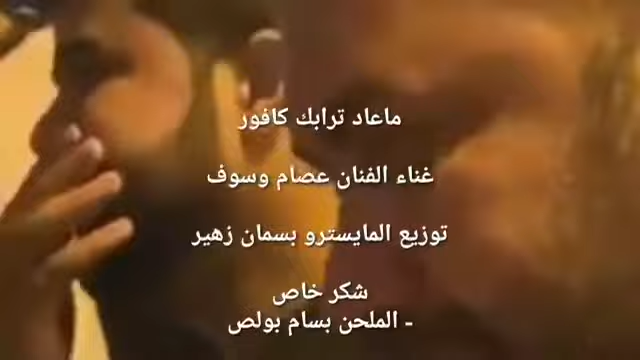 ماعاد ترابك كافور
غناء الفنان عصام وسوف
توزيع المايسترو بسمان زهير
شكر خاص
- الملحن بسام بولص